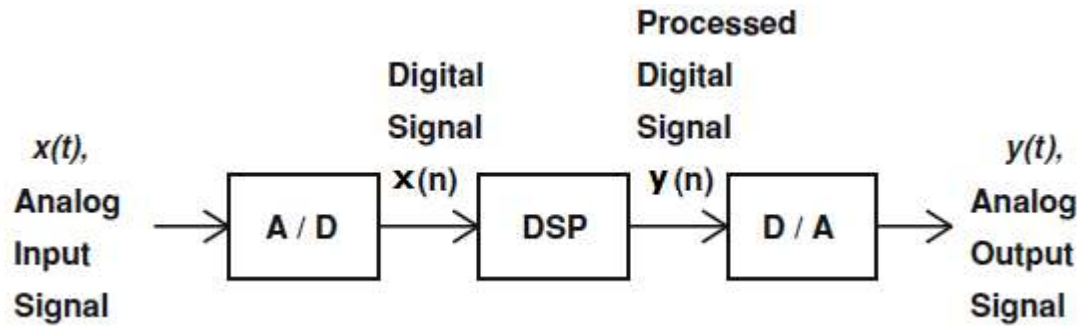 x(t),
Analog
Input
Signal
A / D
Digital
Signal
x(n)
DSP
Processed
Digital
Signal
y(n)
D / A
y(t),
Analog
Output
Signal